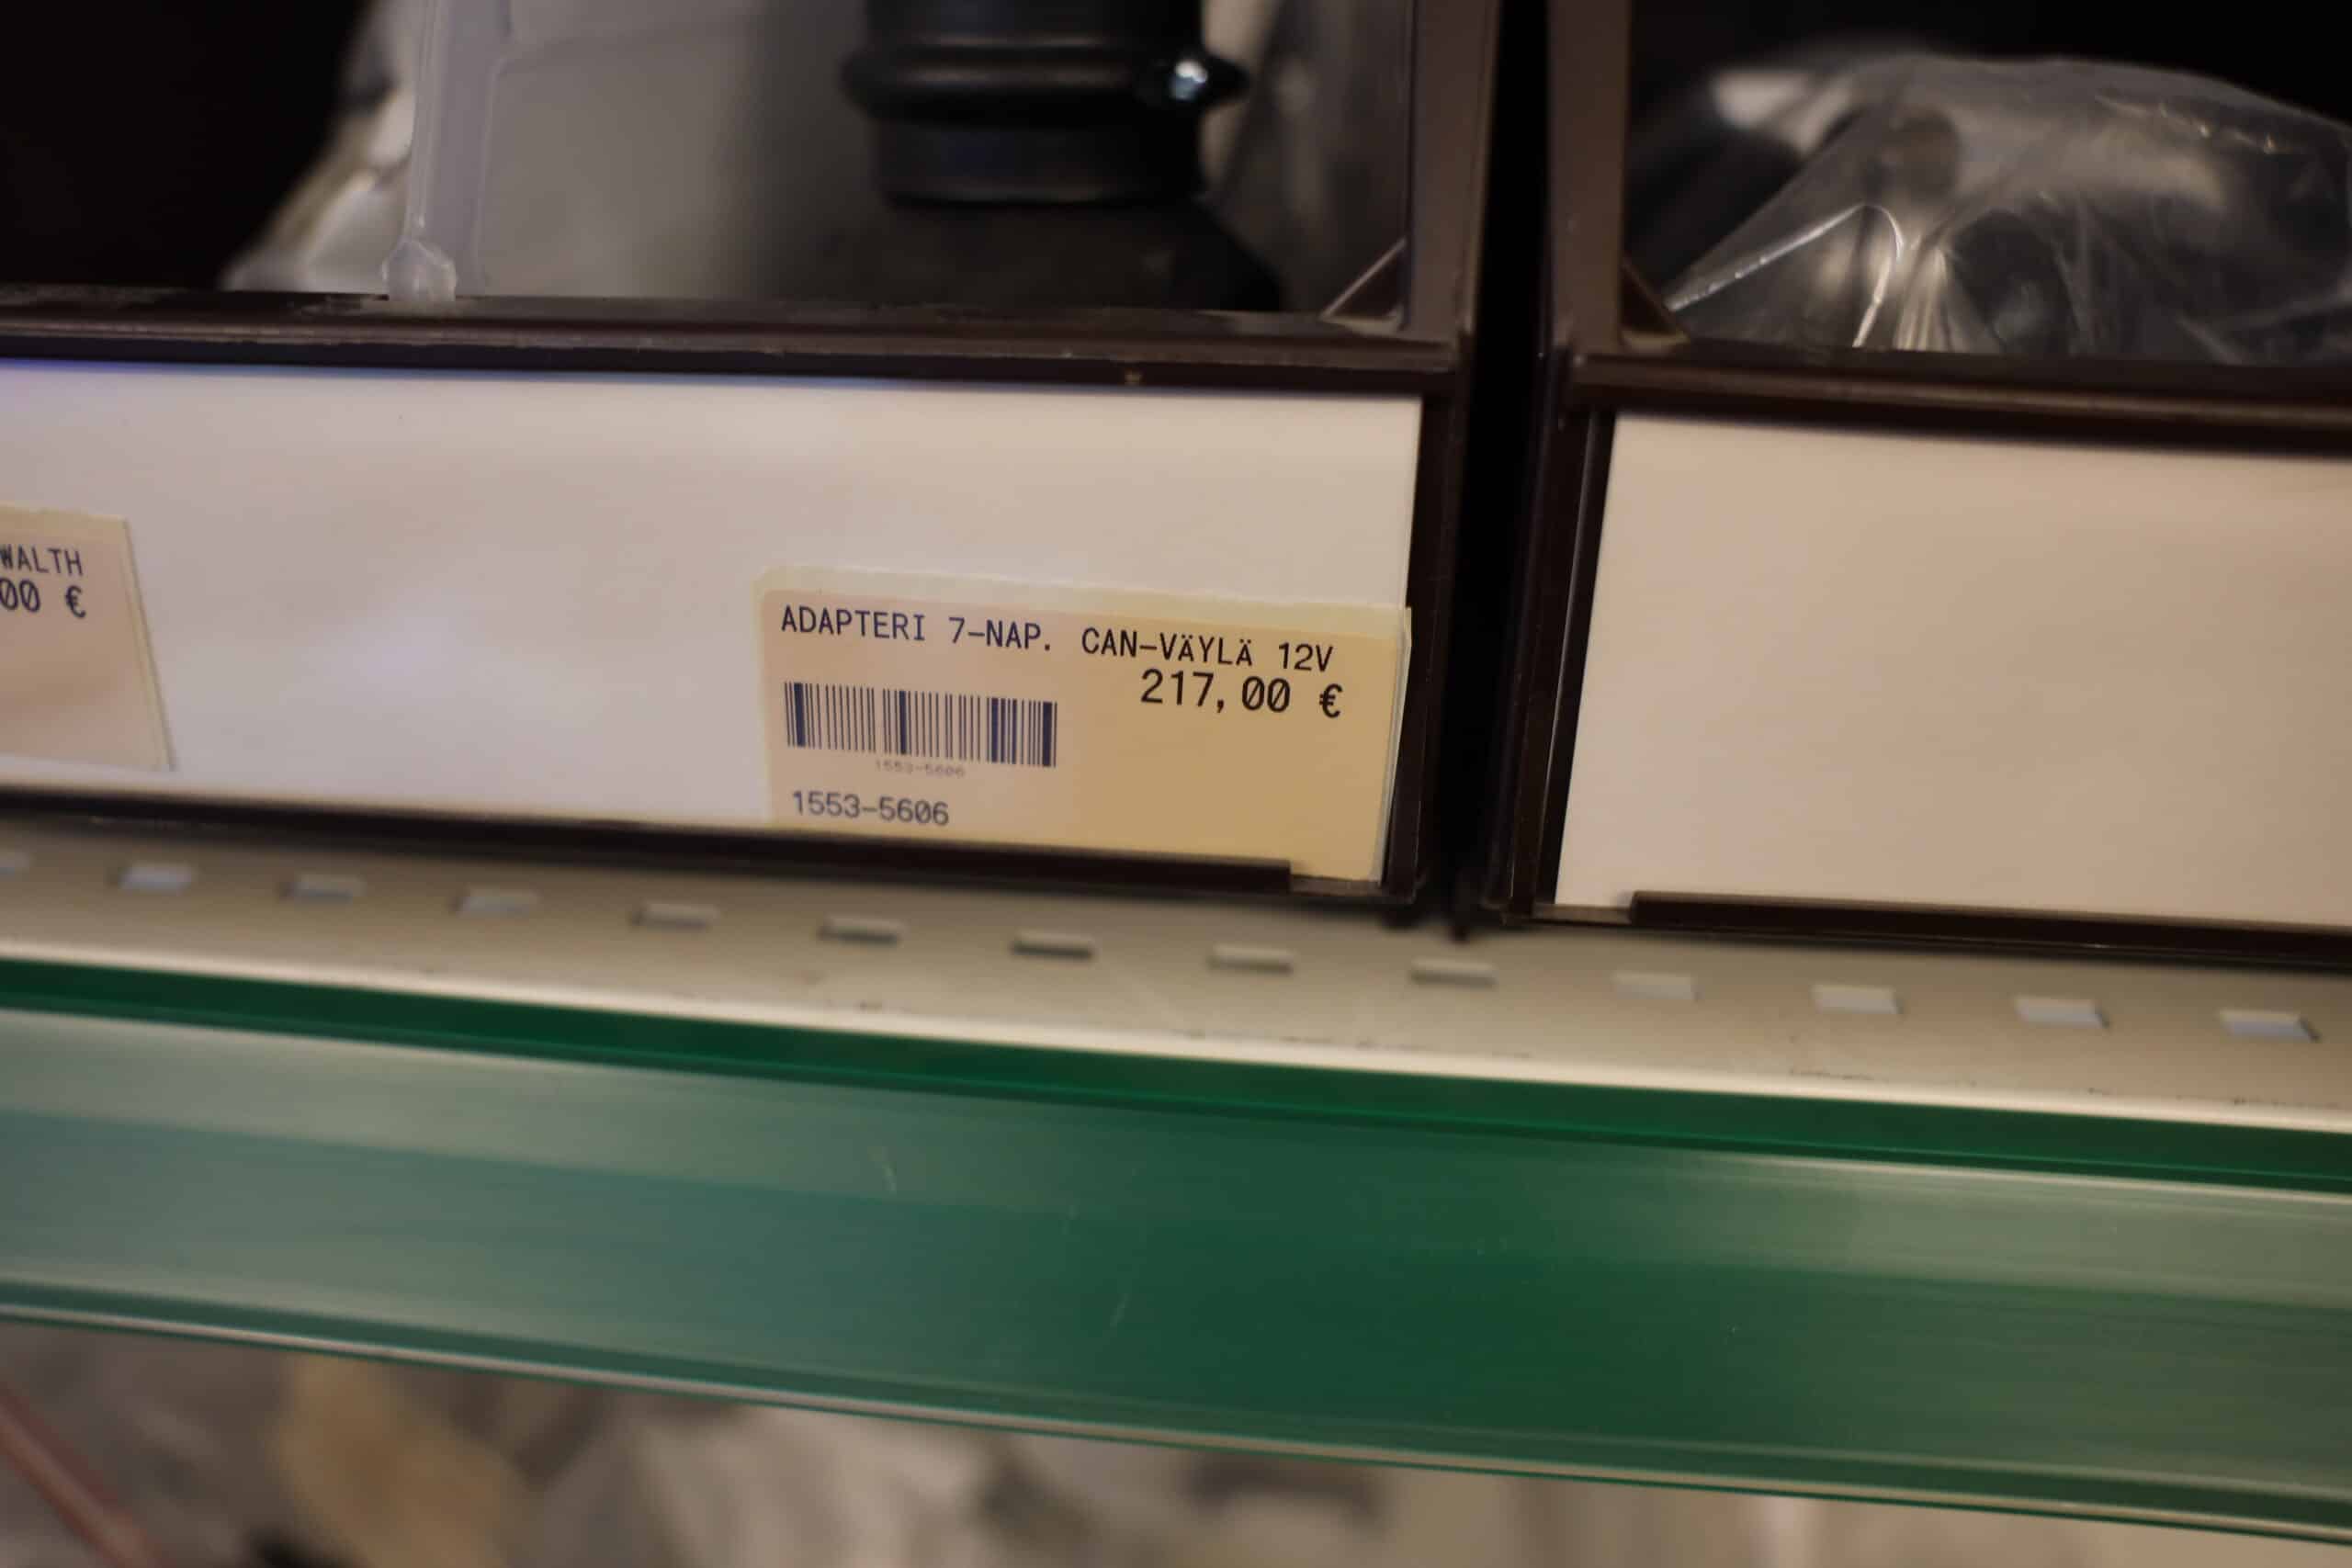 WALTH
00 €
ADAPTERI 7-NAP. CAN-VÄYLÄ 12V
217,00 €
1553-5606
1553-5606